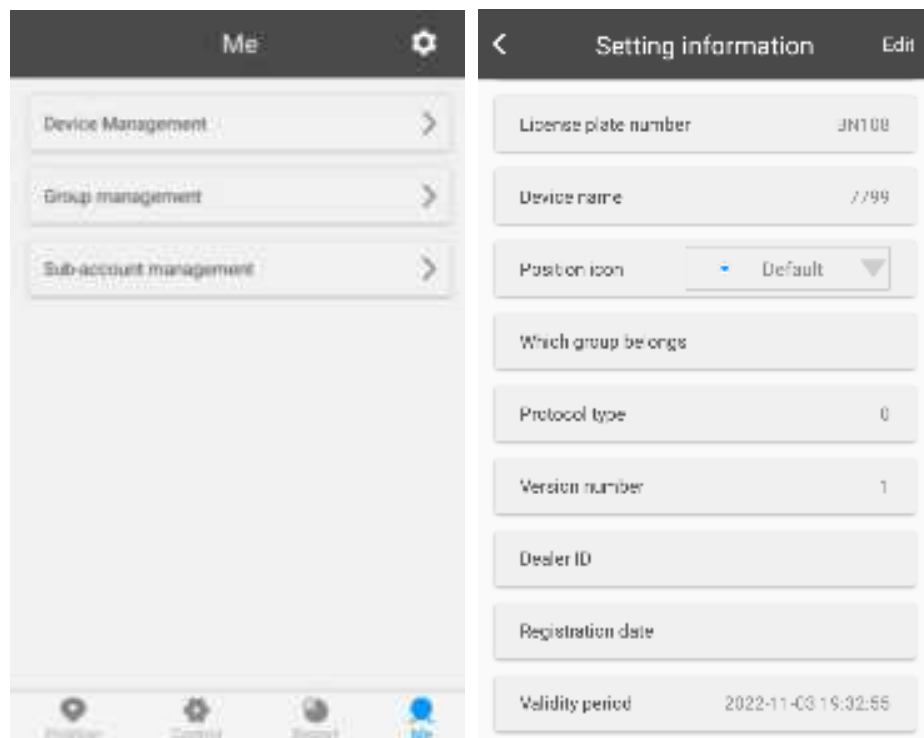 Me
Device Management
Group management
Sub-account management
Me
Setting information
Edit
License plate number
Device name
7799
Position icon
Default
Which group belongs
Protocol type
0
Version number
1
Dealer ID
Registration date
Validity period
2022-11-03 19:32:55